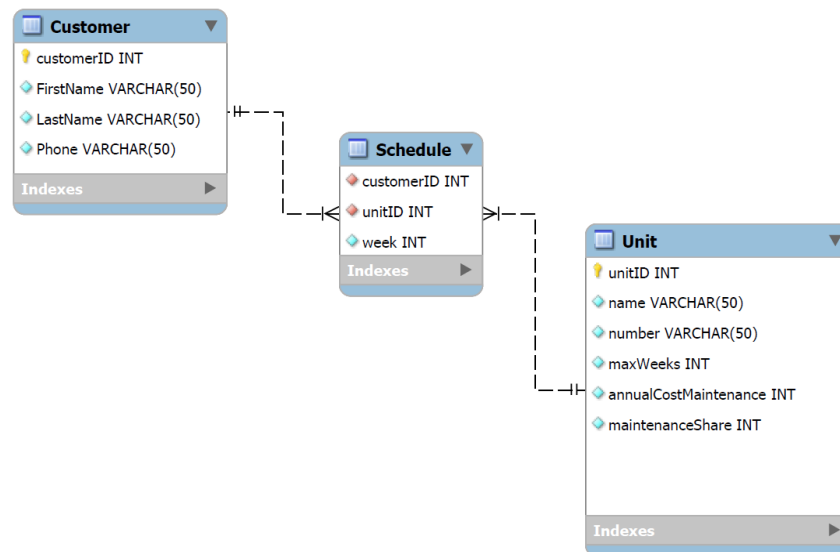 Customer
customerID INT
FirstName VARCHAR(50)
LastName VARCHAR(50)
Phone VARCHAR(50)
Indexes
Schedule
customerID INT
unitID INT
week INT
Indexes
Unit
unitID INT
name VARCHAR(50)
number VARCHAR(50)
maxWeeks INT
annualCostMaintenance INT
maintenanceShare INT
Indexes